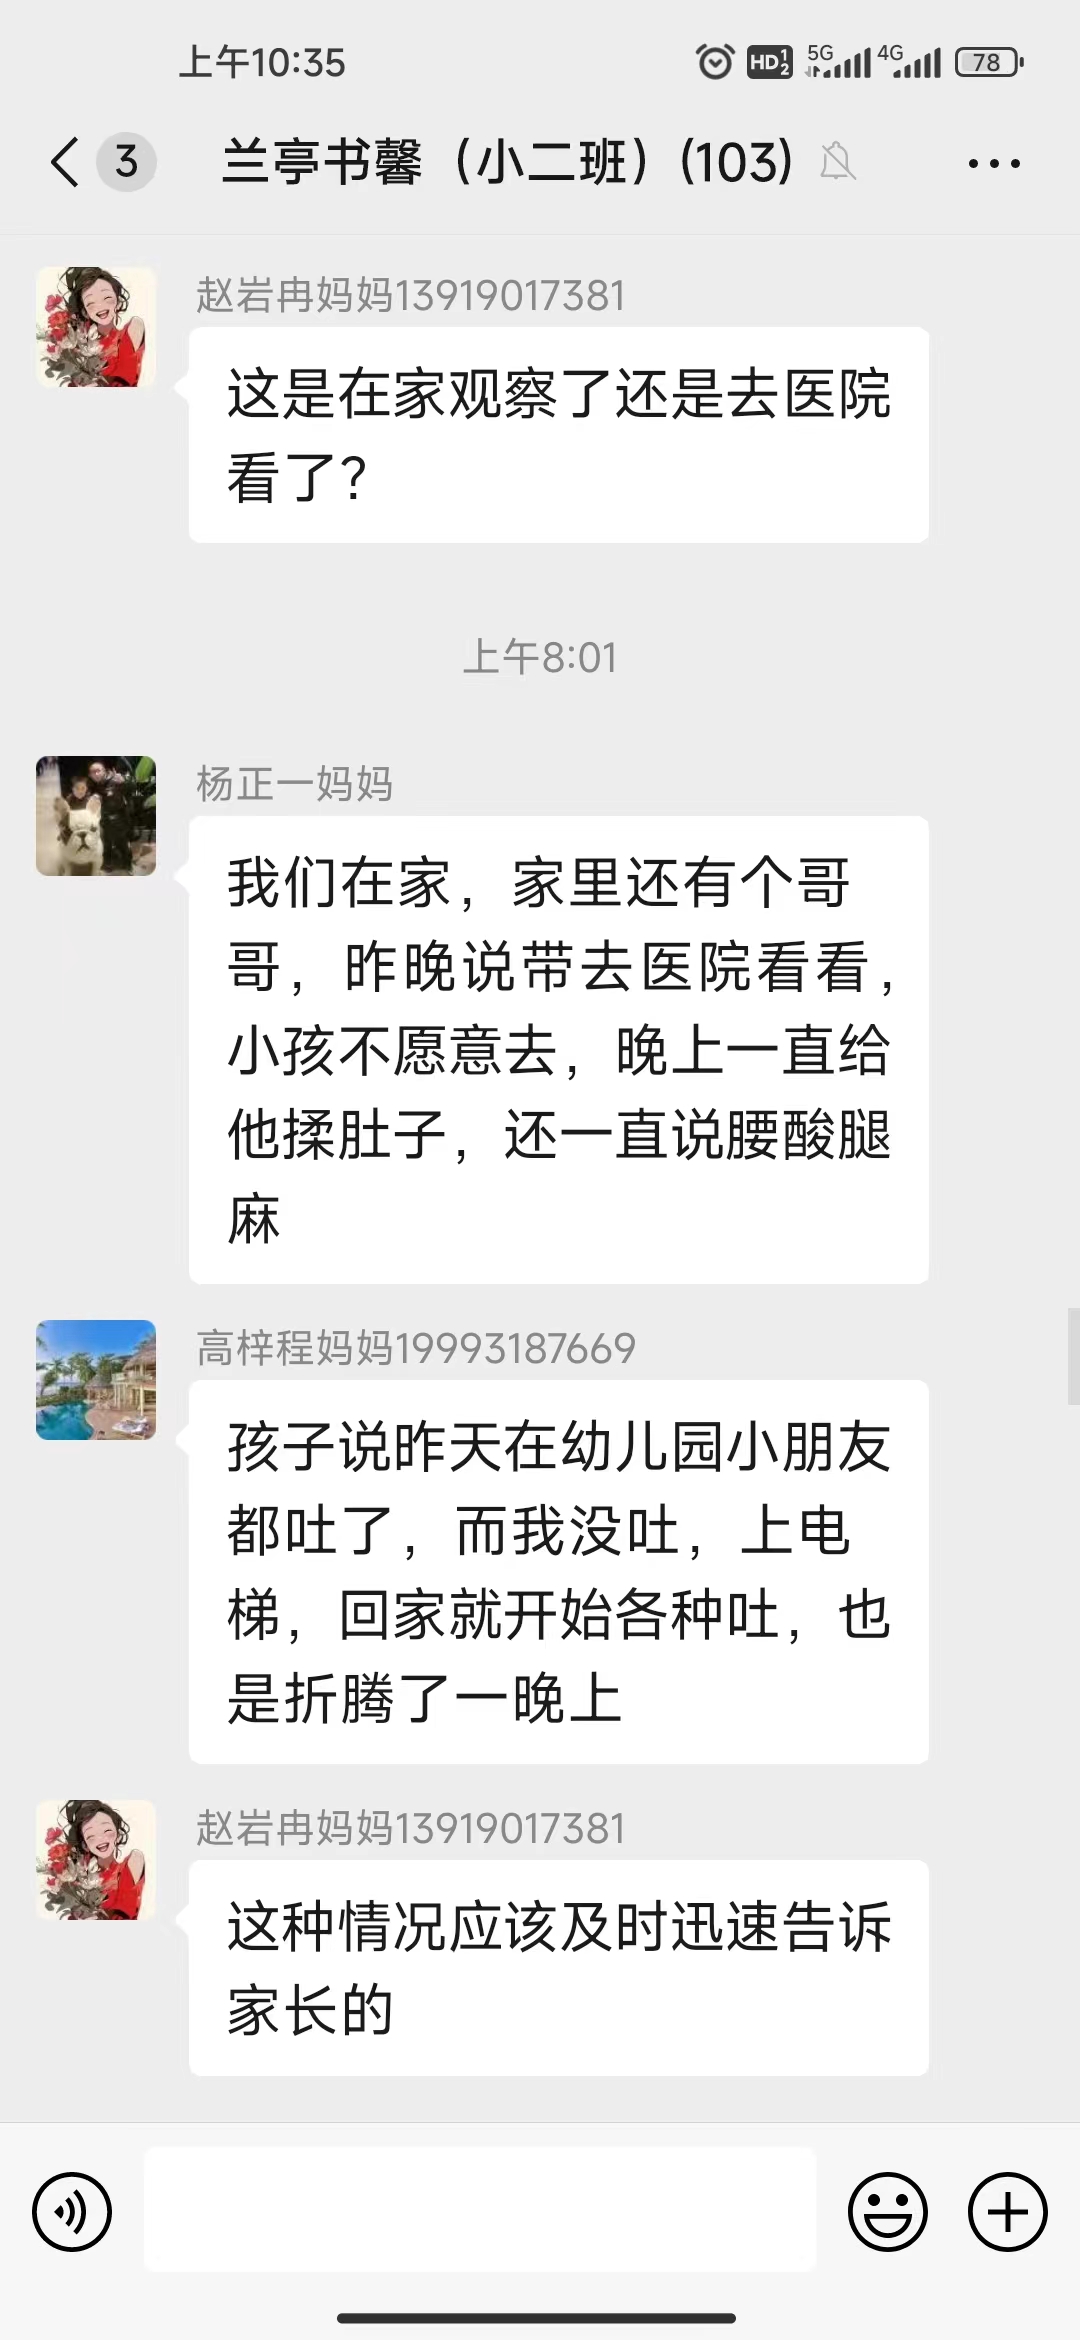 上午10:35
HD 1 2
5G
4G
78
3
兰亭书馨（小二班）(103)
赵岩冉妈妈13919017381
这是在家观察了还是去医院
看了？
上午8:01
杨正一妈妈
我们在家，家里还有个哥
哥，昨晚说带去医院看看，
小孩不愿意去，晚上一直给
他揉肚子，还一直说腰酸腿
麻
高梓程妈妈19993187669
孩子说昨天在幼儿园小朋友
都吐了，而我没吐，上电
梯，回家就开始各种吐，也
是折腾了一晚上
赵岩冉妈妈13919017381
这种情况应该及时迅速告诉
家长的